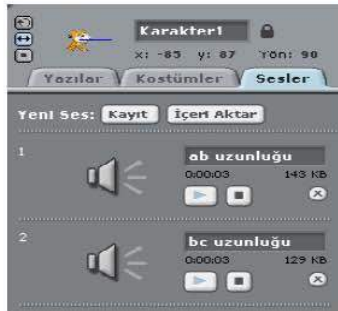 Karakter1
x: -85 y: 87 Yön: 90
Yazılar Kostümler Sesler
Yeni Ses: Kayıt İçeri Aktar
1
ab uzunluğu
0:00:03 143 KB
2
bc uzunluğu
0:00:03 129 KB